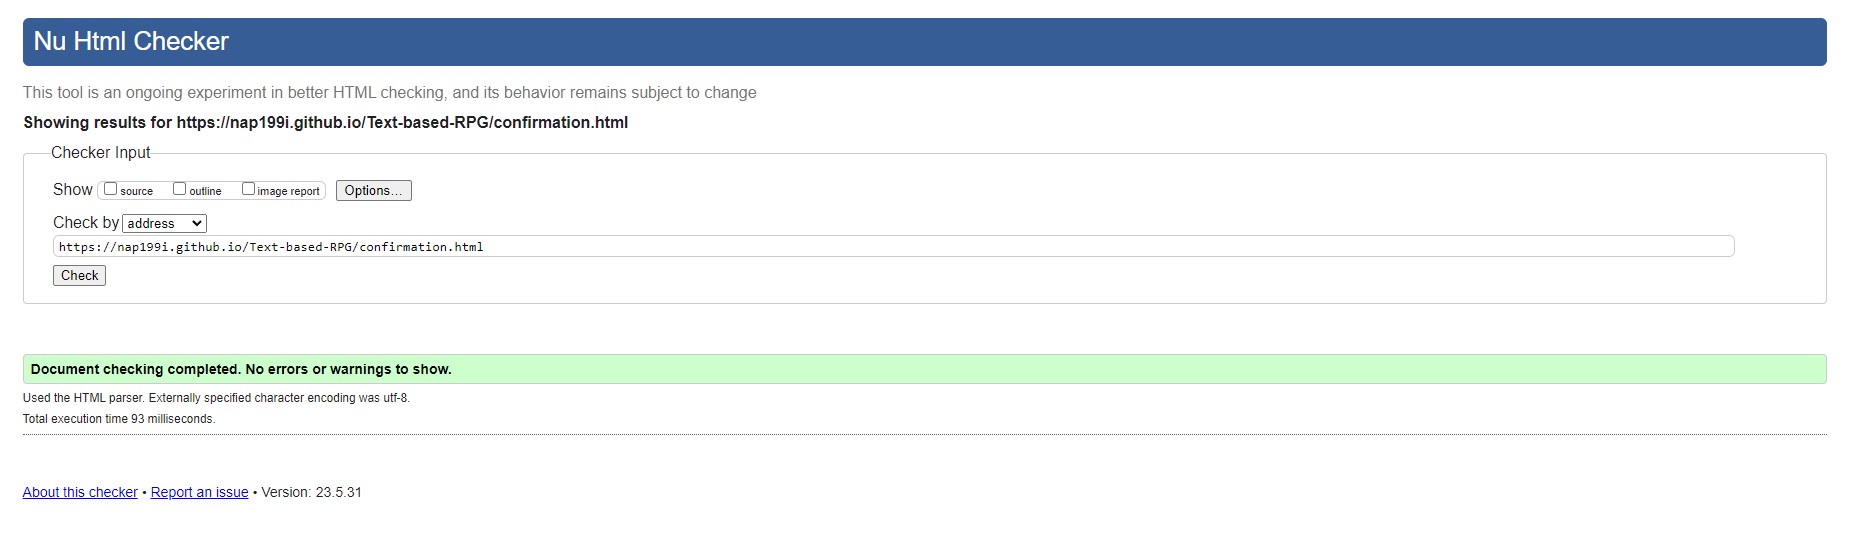 Nu Html Checker
This tool is an ongoing experiment in better HTML checking, and its behavior remains subject to change
Showing results for https://nap199i.github.io/Text-based-RPG/confirmation.html
Checker Input
Show source outline image report Options...
Check by address
https://nap199i.github.io/Text-based-RPG/confirmation.html
Check
Document checking completed. No errors or warnings to show.
Used the HTML parser. Externally specified character encoding was utf-8.
Total execution time 93 milliseconds.
About this checker • Report an issue • Version: 23.5.31